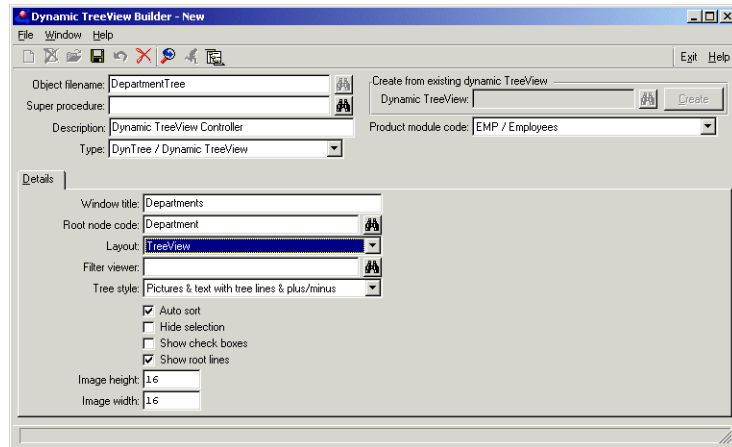 Dynamic TreeView Builder - New
File Window Help
Exit Help
Object filename: DepartmentTree
Create from existing dynamic TreeView
Super procedure:
Dynamic TreeView: Create
Description: Dynamic TreeView Controller
Product module code: EMP / Employees
Type: DynTree / Dynamic TreeView
Details
Window title: Departments
Root node code: Department
Layout: TreeView
Filter viewer:
Tree style: Pictures & text with tree lines & plus/minus
Auto sort
Hide selection
Show check boxes
Show root lines
Image height: 16
Image width: 16